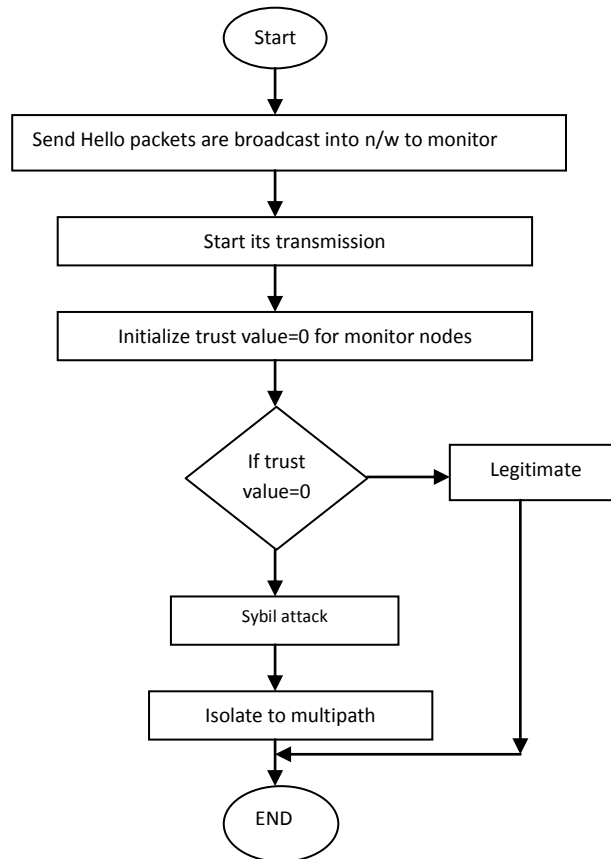 Start
Send Hello packets are broadcast into n/w to monitor
Start its transmission
Initialize trust value=0 for monitor nodes
If trust
value=0
Legitimate
Sybil attack
Isolate to multipath
END